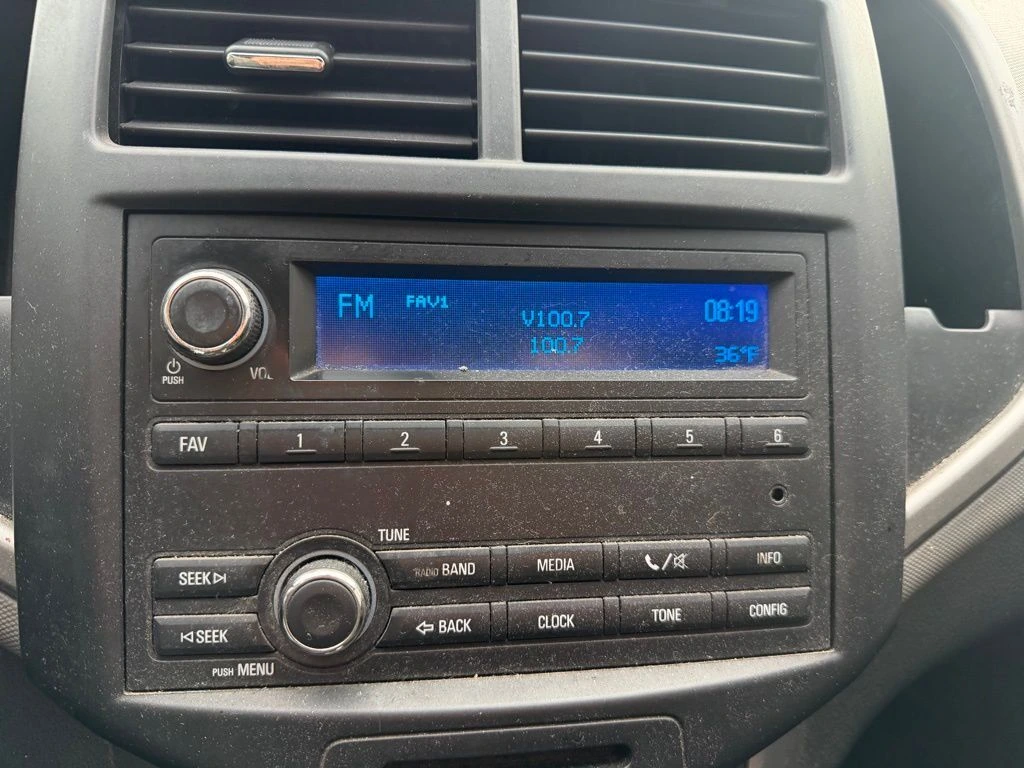 FM FAV1 V100.7 08:19
100.7 36°F
PUSH VOL
FAV 1 2 3 4 5 6
TUNE
SEEK RADIO BAND MEDIA INFO
SEEK BACK CLOCK TONE CONFIG
PUSH MENU